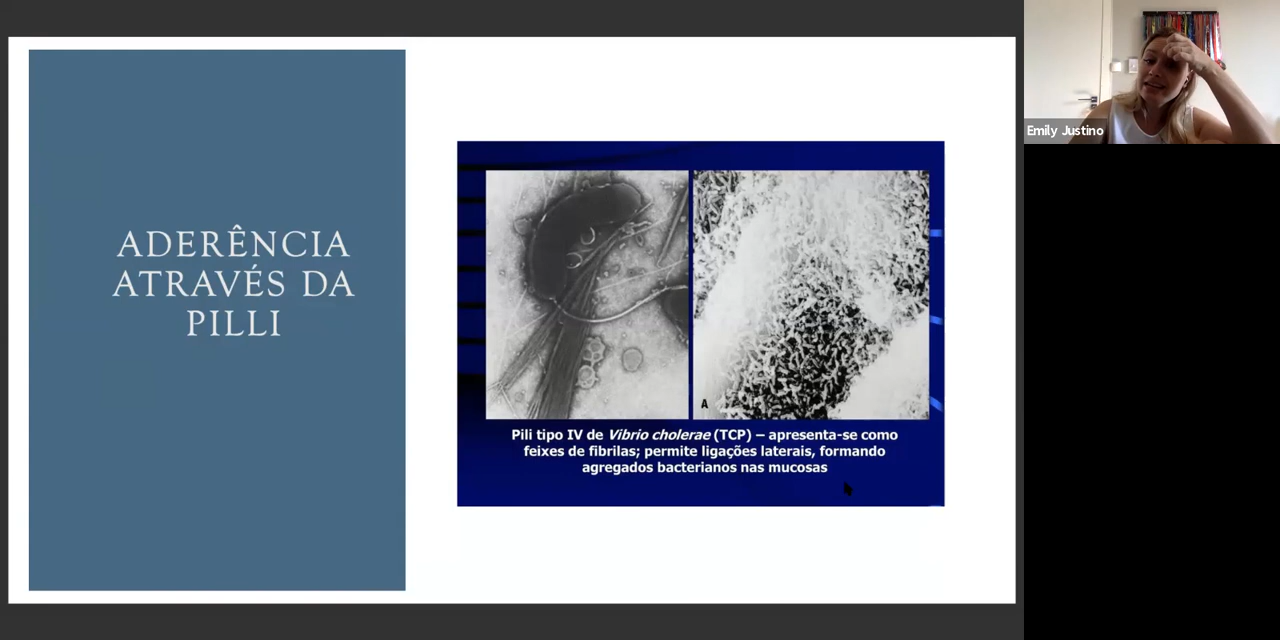 ADERÊNCIA
ATRAVÉS DA
PILLI
A
Pili tipo IV de Vibrio cholerae (TCP) – apresenta-se como
feixes de fibrilas; permite ligações laterais, formando
agregados bacterianos nas mucosas
Emily Justino